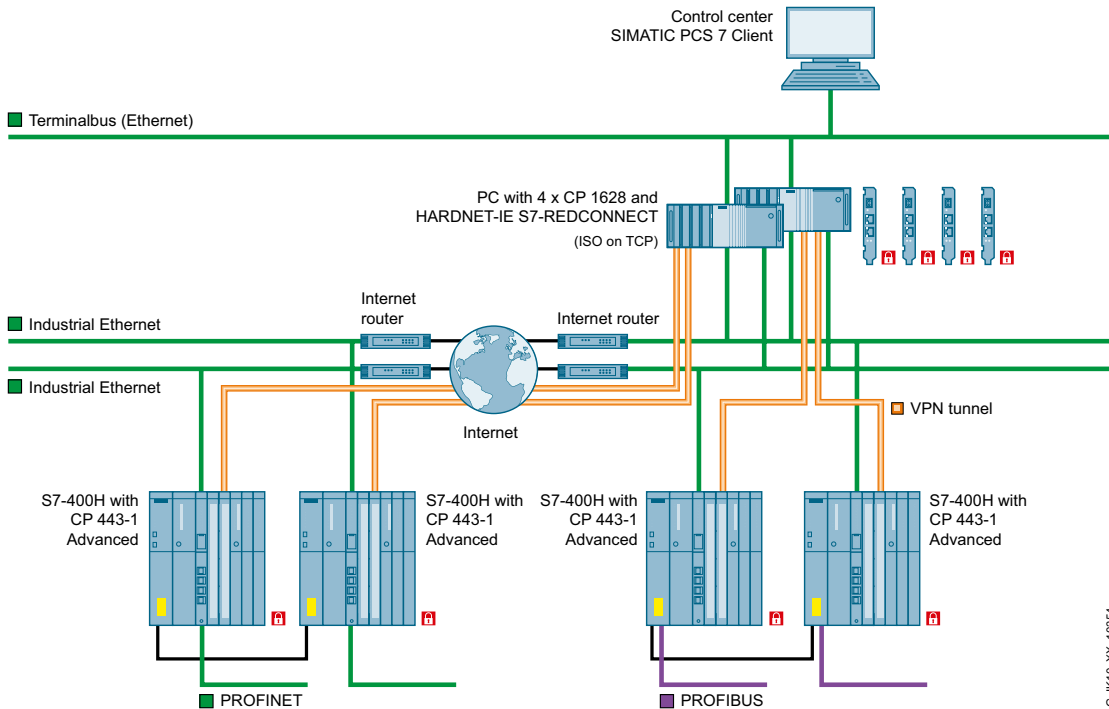 Control center
SIMATIC PCS 7 Client
Terminalbus (Ethernet)
PC with 4 x CP 1628 and
HARDNET-IE S7-REDCONNECT
(ISO on TCP)
Internet
router
Internet router
Industrial Ethernet
Industrial Ethernet
Internet
VPN tunnel
S7-400H with
CP 443-1
Advanced
S7-400H with
CP 443-1
Advanced
S7-400H with
CP 443-1
Advanced
S7-400H with
CP 443-1
Advanced
PROFINET
PROFIBUS